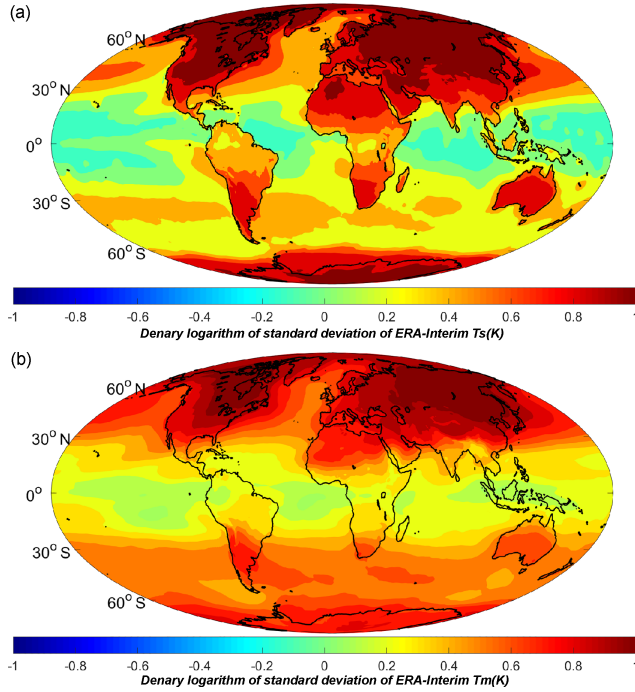 (a)
60° N
30° N
0°
30° S
60° S
-1 -0.8 -0.6 -0.4 -0.2 0 0.2 0.4 0.6 0.8 1
Denary logarithm of standard deviation of ERA-Interim Ts(K)
(b)
60° N
30° N
0°
30° S
60° S
-1 -0.8 -0.6 -0.4 -0.2 0 0.2 0.4 0.6 0.8 1
Denary logarithm of standard deviation of ERA-Interim Tm(K)